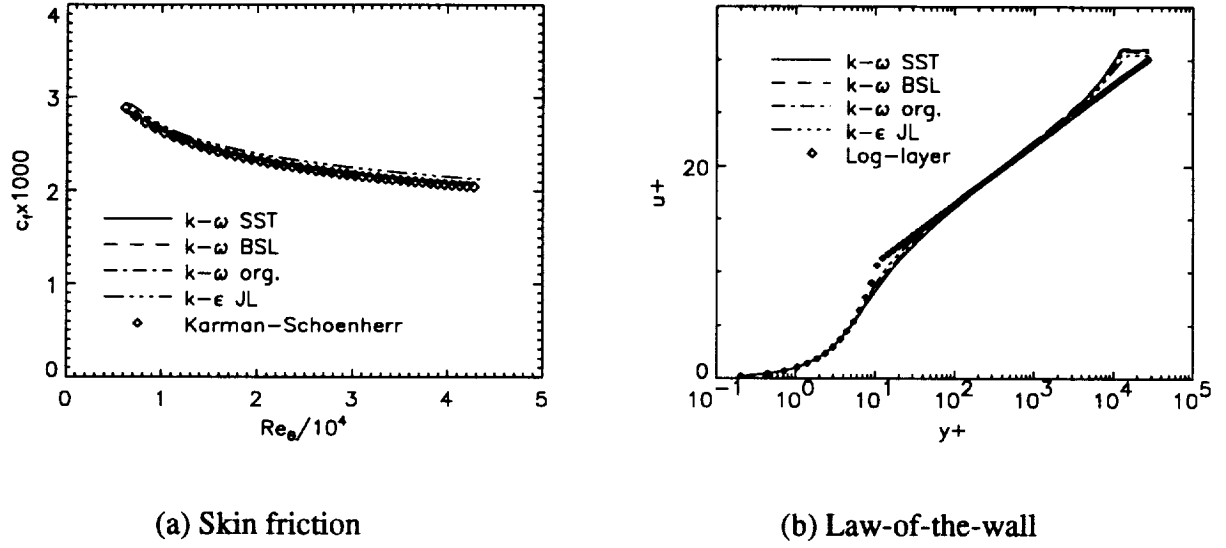 4
3
2
1
0
c_f x1000
k-ω SST
k-ω BSL
k-ω org.
k-ϵ JL
Karman-Schoenherr
0 1 2 3 4 5
Re_θ/10^4
(a) Skin friction
20
0
u+
k-ω SST
k-ω BSL
k-ω org.
k-ϵ JL
Log-layer
10^-1 10^0 10^1 10^2 10^3 10^4 10^5
y+
(b) Law-of-the-wall